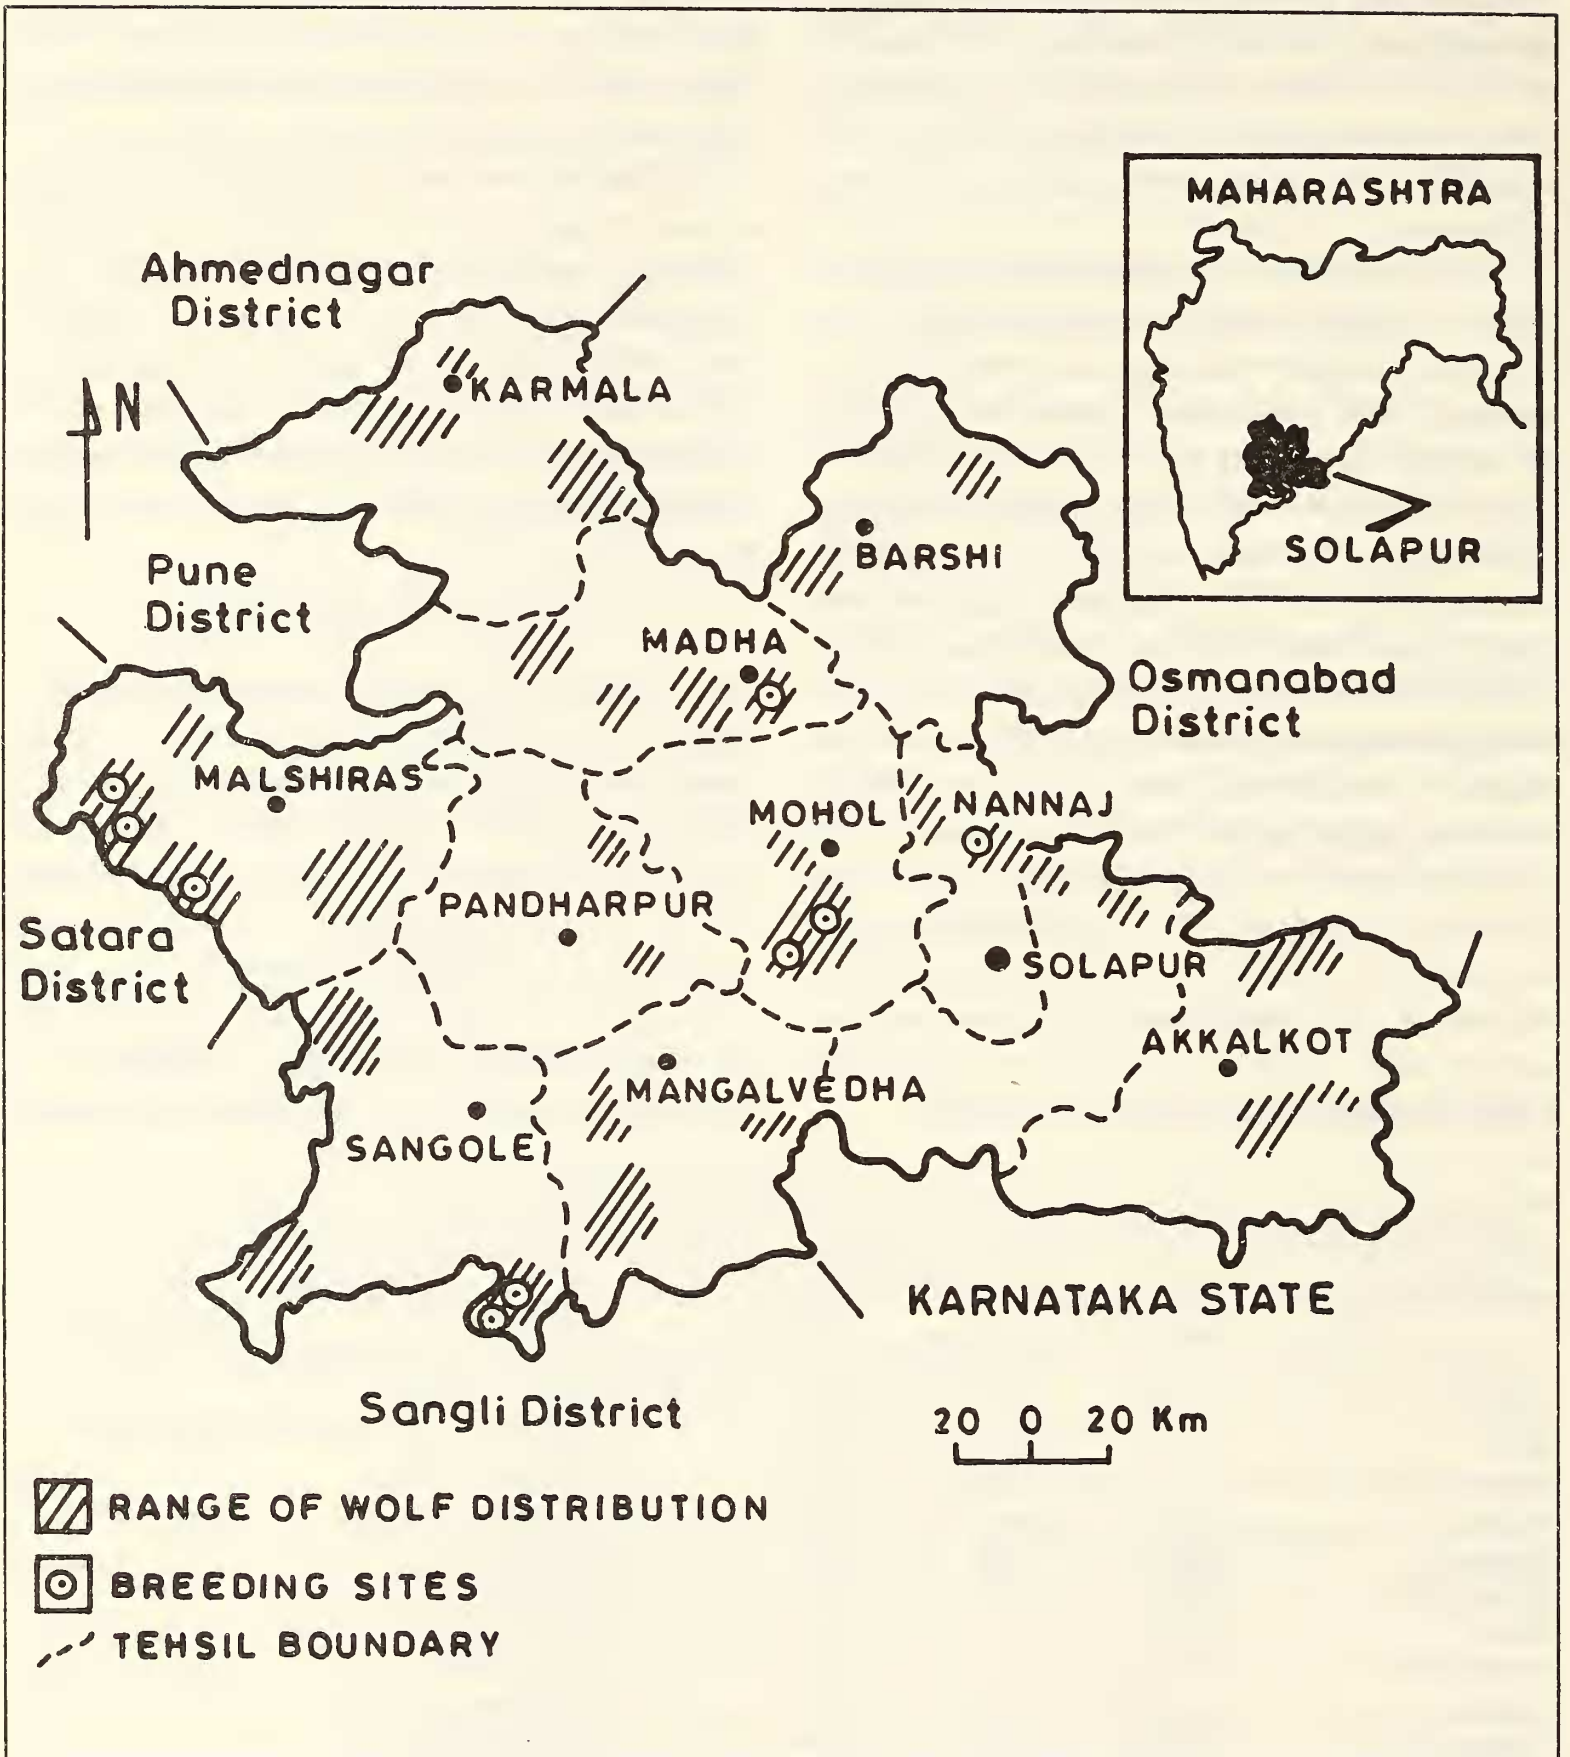 MAHARASHTRA
SOLAPUR
Ahmednagar
District
N
KARMALA
BARSHI
Pune
District
MADHA
Osmanabad
District
MALSHIRAS
MOHOL
NANNAJ
PANDHARPUR
Satara
District
SOLAPUR
AKKALKOT
MANGALVEDHA
SANGOLE
KARNATAKA STATE
Sangli District
20 0 20 Km
RANGE OF WOLF DISTRIBUTION
BREEDING SITES
TEHSIL BOUNDARY